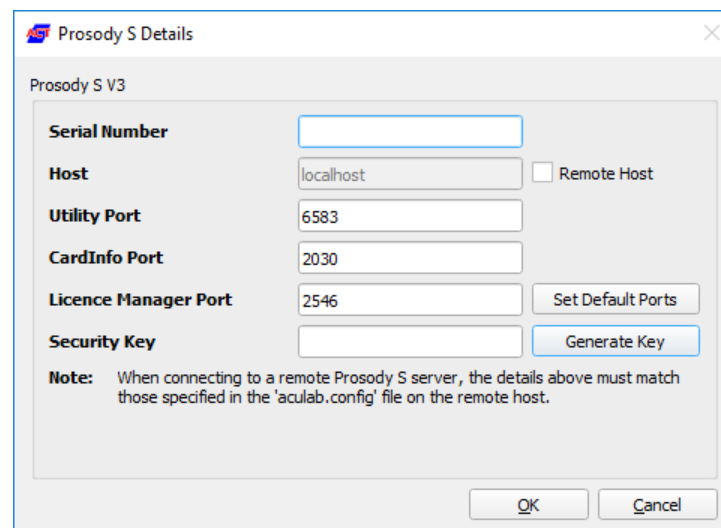 ACT Prosody S Details
Prosody S V3
Serial Number
Host localhost Remote Host
Utility Port 6583
CardInfo Port 2030
Licence Manager Port 2546 Set Default Ports
Security Key Generate Key
Note: When connecting to a remote Prosody S server, the details above must match
those specified in the 'aculab.config' file on the remote host.
OK Cancel